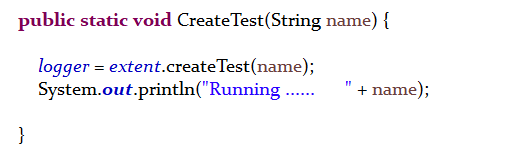 public static void CreateTest(String name) {
logger = extent.createTest(name);
System.out.println("Running ......      " + name);
}